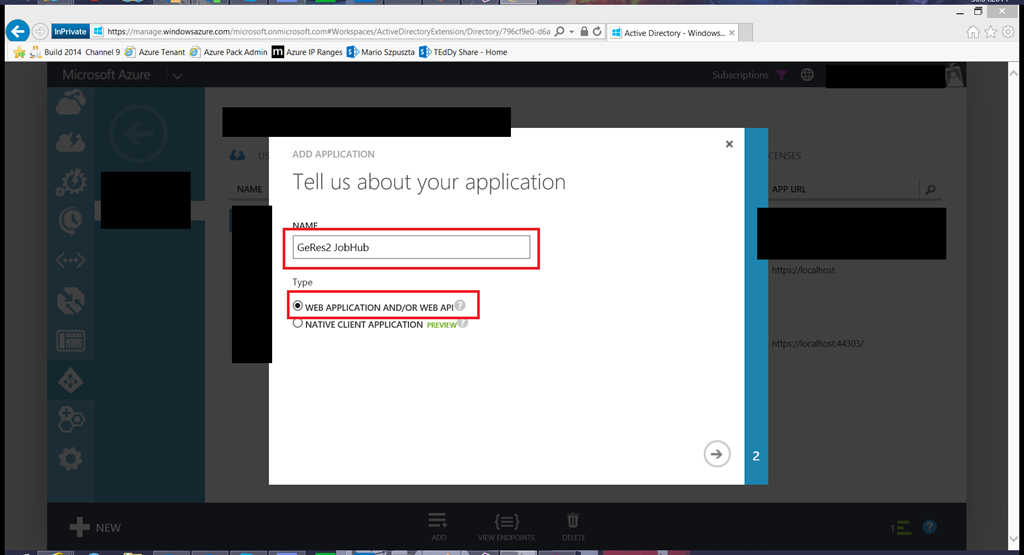 InPrivate
https://manage.windowsazure.com/microsoft.onmicrosoft.com#Workspaces/ActiveDirectoryExtension/Directory/796cf9e0-d6a
Active Directory - Windows...
Build 2014
Channel 9
Azure Tenant
Azure Pack Admin
m
Azure IP Ranges
Mario Szpuszta
TEdDy Share - Home
Microsoft Azure
Subscriptions
ADD APPLICATION
Tell us about your application
CENSES
NAME
APP URL
NAME
GeRes2 JobHub
https://localhost
Type
WEB APPLICATION AND/OR WEB API ?
NATIVE CLIENT APPLICATION PREVIEW ?
https://localhost:44303/
2
NEW
ADD
VIEW ENDPOINTS
DELETE
1
?